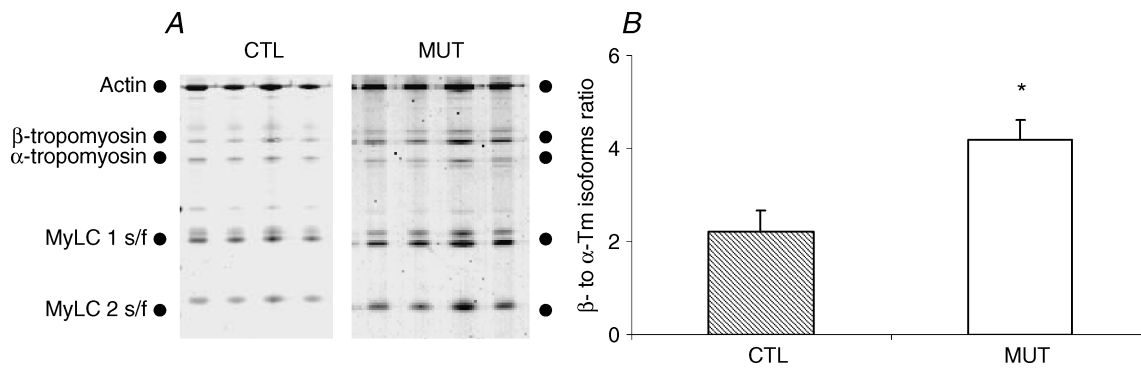 A
CTL
MUT
Actin
β-tropomyosin
α-tropomyosin
MyLC 1 s/f
MyLC 2 s/f
B
β- to α-Tm isoforms ratio
6
4
2
0
*
CTL
MUT